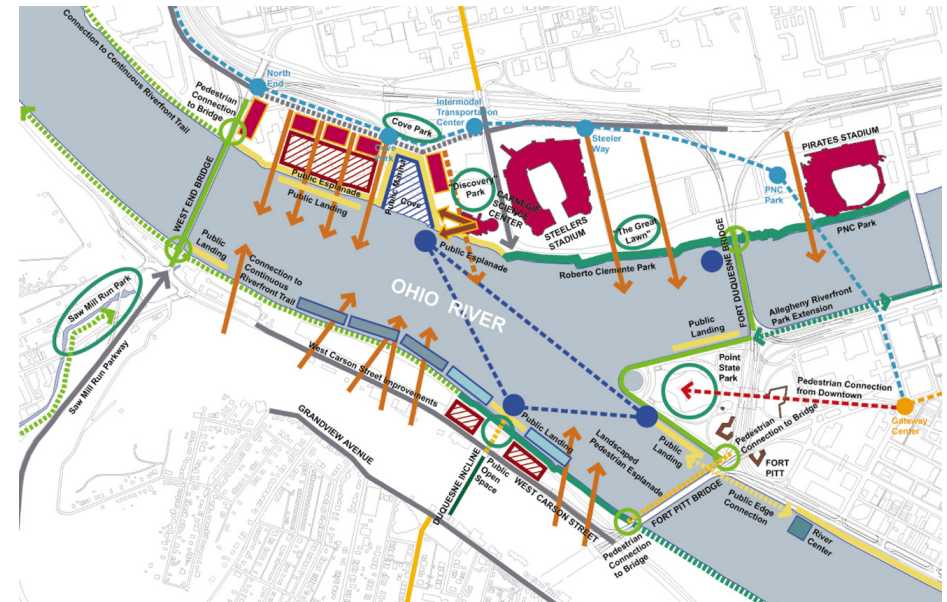 Connection to Continuous Riverfront Trail
Pedestrian
Connection
to Bridge
North
End
Cove Park
Intermodal
Transportation
Center
Steeler
Way
PIRATES STADIUM
PNC
Park
PNC Park
"Discovery"
Park
CARNEGIE
SCIENCE
CENTER
STEELERS
STADIUM
"The Great
Lawn"
Public Marina
Cove
Public Esplanade
Public Landing
Public Esplanade
Roberto Clemente Park
WEST END BRIDGE
Public
Landing
Connection to
Continuous
Riverfront Trail
OHIO RIVER
FORT DUQUESNE BRIDGE
Allegheny Riverfront
Park Extension
Public
Landing
Saw Mill Run Park
Saw Mill Run Parkway
West Carson Street Improvements
GRANDVIEW AVENUE
Point
State
Park
Pedestrian Connection
from Downtown
Gateway
Center
Pedestrian
Connection to Bridge
FORT
PITT
Public Landing
Landscaped
Pedestrian Esplanade
Public
Landing
DUQUESNE INCLINE
Public
Open
Space
WEST CARSON STREET
FORT PITT BRIDGE
Public Edge
Connection
River
Center
Pedestrian
Connection
to Bridge